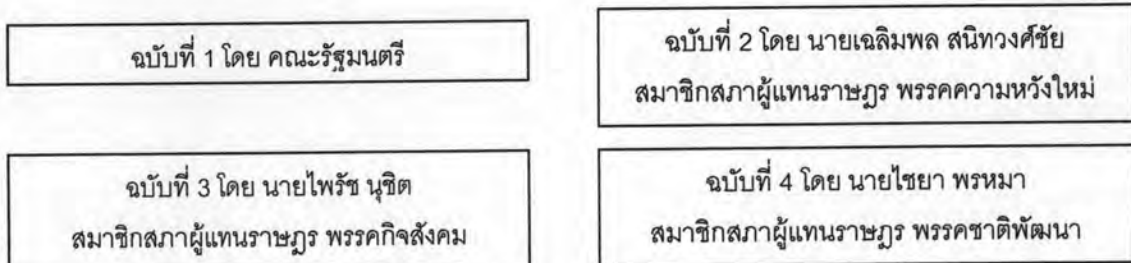 ฉบับที่ 1 โดย คณะรัฐมนตรี
ฉบับที่ 2 โดย นายเฉลิมพล สนิทวงศ์ชัย
สมาชิกสภาผู้แทนราษฎร พรรคความหวังใหม่
ฉบับที่ 3 โดย นายไพรัช นุชิต
สมาชิกสภาผู้แทนราษฎร พรรคกิจสังคม
ฉบับที่ 4 โดย นายไชยา พรหมา
สมาชิกสภาผู้แทนราษฎร พรรคชาติพัฒนา